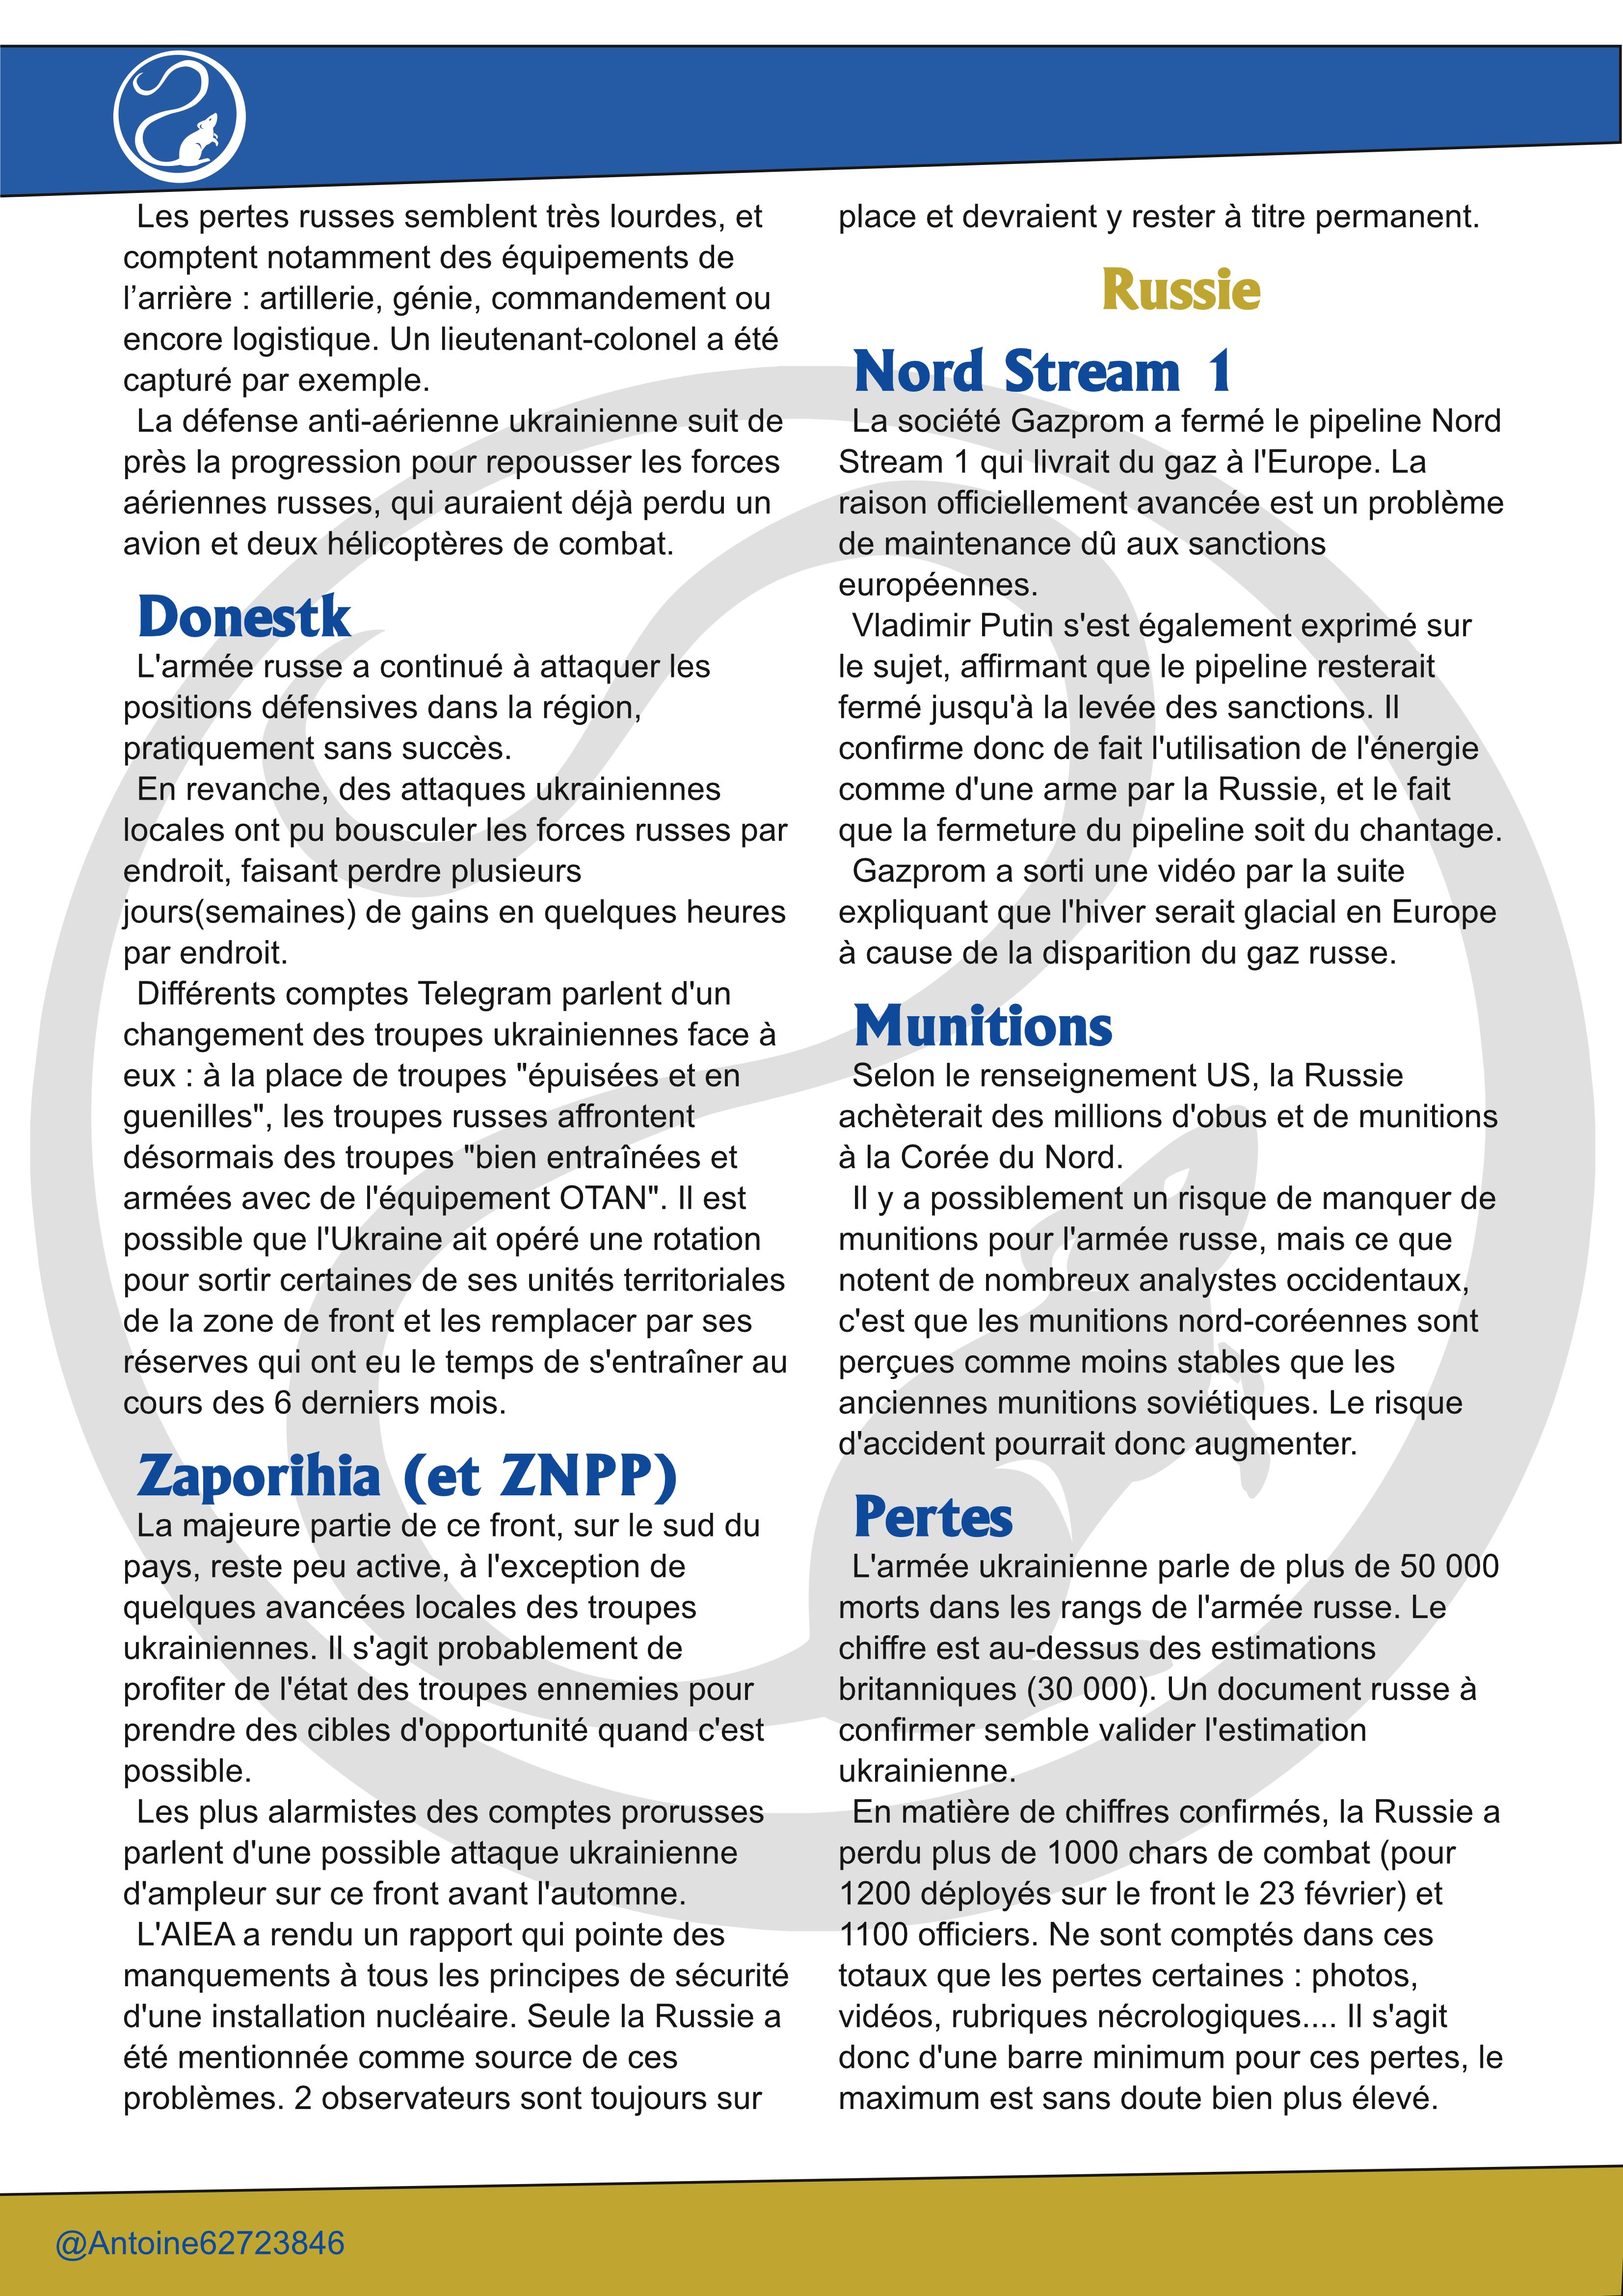 Les pertes russes semblent très lourdes, et
comptent notamment des équipements de
l’arrière : artillerie, génie, commandement ou
encore logistique. Un lieutenant-colonel a été
capturé par exemple.
La défense anti-aérienne ukrainienne suit de
près la progression pour repousser les forces
aériennes russes, qui auraient déjà perdu un
avion et deux hélicoptères de combat.
Donestk
L'armée russe a continué à attaquer les
positions défensives dans la région,
pratiquement sans succès.
En revanche, des attaques ukrainiennes
locales ont pu bousculer les forces russes par
endroit, faisant perdre plusieurs
jours(semaines) de gains en quelques heures
par endroit.
Différents comptes Telegram parlent d'un
changement des troupes ukrainiennes face à
eux : à la place de troupes "épuisées et en
guenilles", les troupes russes affrontent
désormais des troupes "bien entraînées et
armées avec de l'équipement OTAN". Il est
possible que l'Ukraine ait opéré une rotation
pour sortir certaines de ses unités territoriales
de la zone de front et les remplacer par ses
réserves qui ont eu le temps de s'entraîner au
cours des 6 derniers mois.
Zaporihia (et ZNPP)
La majeure partie de ce front, sur le sud du
pays, reste peu active, à l'exception de
quelques avancées locales des troupes
ukrainiennes. Il s'agit probablement de
profiter de l'état des troupes ennemies pour
prendre des cibles d'opportunité quand c'est
possible.
Les plus alarmistes des comptes prorusses
parlent d'une possible attaque ukrainienne
d'ampleur sur ce front avant l'automne.
L'AIEA a rendu un rapport qui pointe des
manquements à tous les principes de sécurité
d'une installation nucléaire. Seule la Russie a
été mentionnée comme source de ces
problèmes. 2 observateurs sont toujours sur
place et devraient y rester à titre permanent.
Russie
Nord Stream 1
La société Gazprom a fermé le pipeline Nord
Stream 1 qui livrait du gaz à l'Europe. La
raison officiellement avancée est un problème
de maintenance dû aux sanctions
européennes.
Vladimir Putin s'est également exprimé sur
le sujet, affirmant que le pipeline resterait
fermé jusqu'à la levée des sanctions. Il
confirme donc de fait l'utilisation de l'énergie
comme d'une arme par la Russie, et le fait
que la fermeture du pipeline soit du chantage.
Gazprom a sorti une vidéo par la suite
expliquant que l'hiver serait glacial en Europe
à cause de la disparition du gaz russe.
Munitions
Selon le renseignement US, la Russie
achèterait des millions d'obus et de munitions
à la Corée du Nord.
Il y a possiblement un risque de manquer de
munitions pour l'armée russe, mais ce que
notent de nombreux analystes occidentaux,
c'est que les munitions nord-coréennes sont
perçues comme moins stables que les
anciennes munitions soviétiques. Le risque
d'accident pourrait donc augmenter.
Pertes
L'armée ukrainienne parle de plus de 50 000
morts dans les rangs de l'armée russe. Le
chiffre est au-dessus des estimations
britanniques (30 000). Un document russe à
confirmer semble valider l'estimation
ukrainienne.
En matière de chiffres confirmés, la Russie a
perdu plus de 1000 chars de combat (pour
1200 déployés sur le front le 23 février) et
1100 officiers. Ne sont comptés dans ces
totaux que les pertes certaines : photos,
vidéos, rubriques nécrologiques.... Il s'agit
donc d'une barre minimum pour ces pertes, le
maximum est sans doute bien plus élevé.
@Antoine62723846